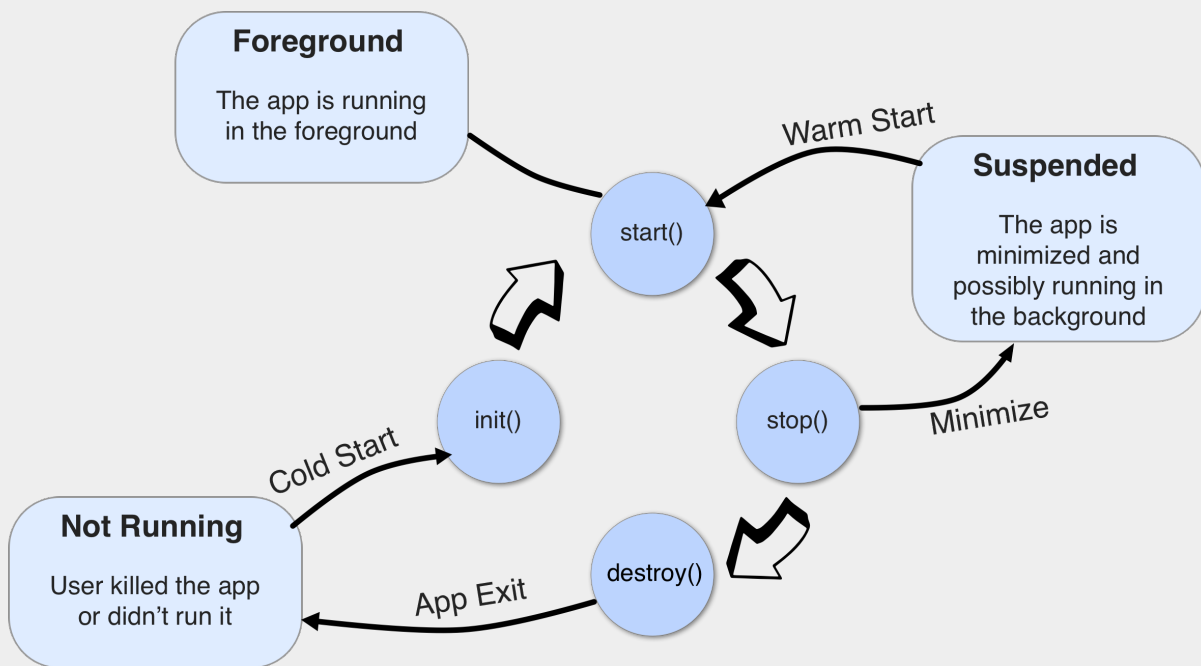 Foreground
The app is running
in the foreground
Warm Start
Suspended
The app is
minimized and
possibly running in
the background
start()
init()
stop()
Minimize
Cold Start
Not Running
User killed the app
or didn’t run it
destroy()
App Exit